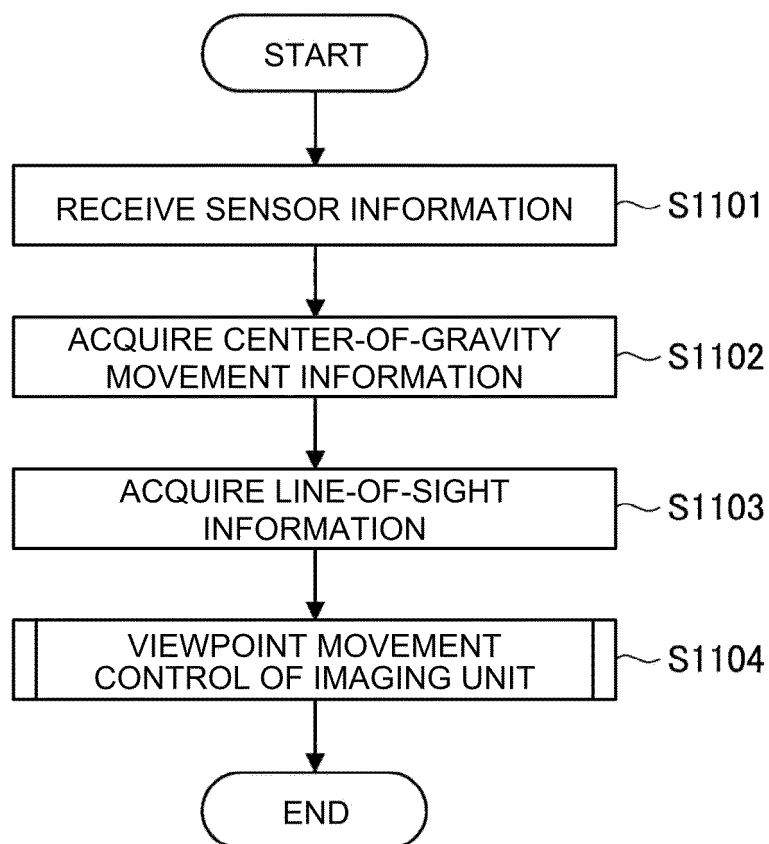 START
RECEIVE SENSOR INFORMATION
S1101
ACQUIRE CENTER-OF-GRAVITY
MOVEMENT INFORMATION
S1102
ACQUIRE LINE-OF-SIGHT
INFORMATION
S1103
VIEWPOINT MOVEMENT
CONTROL OF IMAGING UNIT
S1104
END